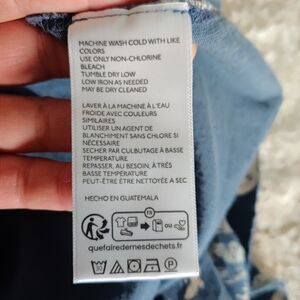 MACHINE WASH COLD WITH LIKE
COLORS
USE ONLY NON-CHLORINE
BLEACH
TUMBLE DRY LOW
LOW IRON AS NEEDED
MAY BE DRY CLEANED
LAVER À LA MACHINE À L'EAU
FROIDE AVEC COULEURS
SIMILAIRES
UTILISER UN AGENT DE
BLANCHIMENT SANS CHLORE SI
NÉCESSAIRE
SÉCHER PAR CULBUTAGE À BASSE
TEMPERATURE
REPASSER, AU BESOIN, À TRÈS
BASSE TEMPÉRATURE
PEUT-ÊTRE ÊTRE NETTOYÉE A SEC
HECHO EN GUATEMALA
FR
OU
quefairedemesdechets.fr
P